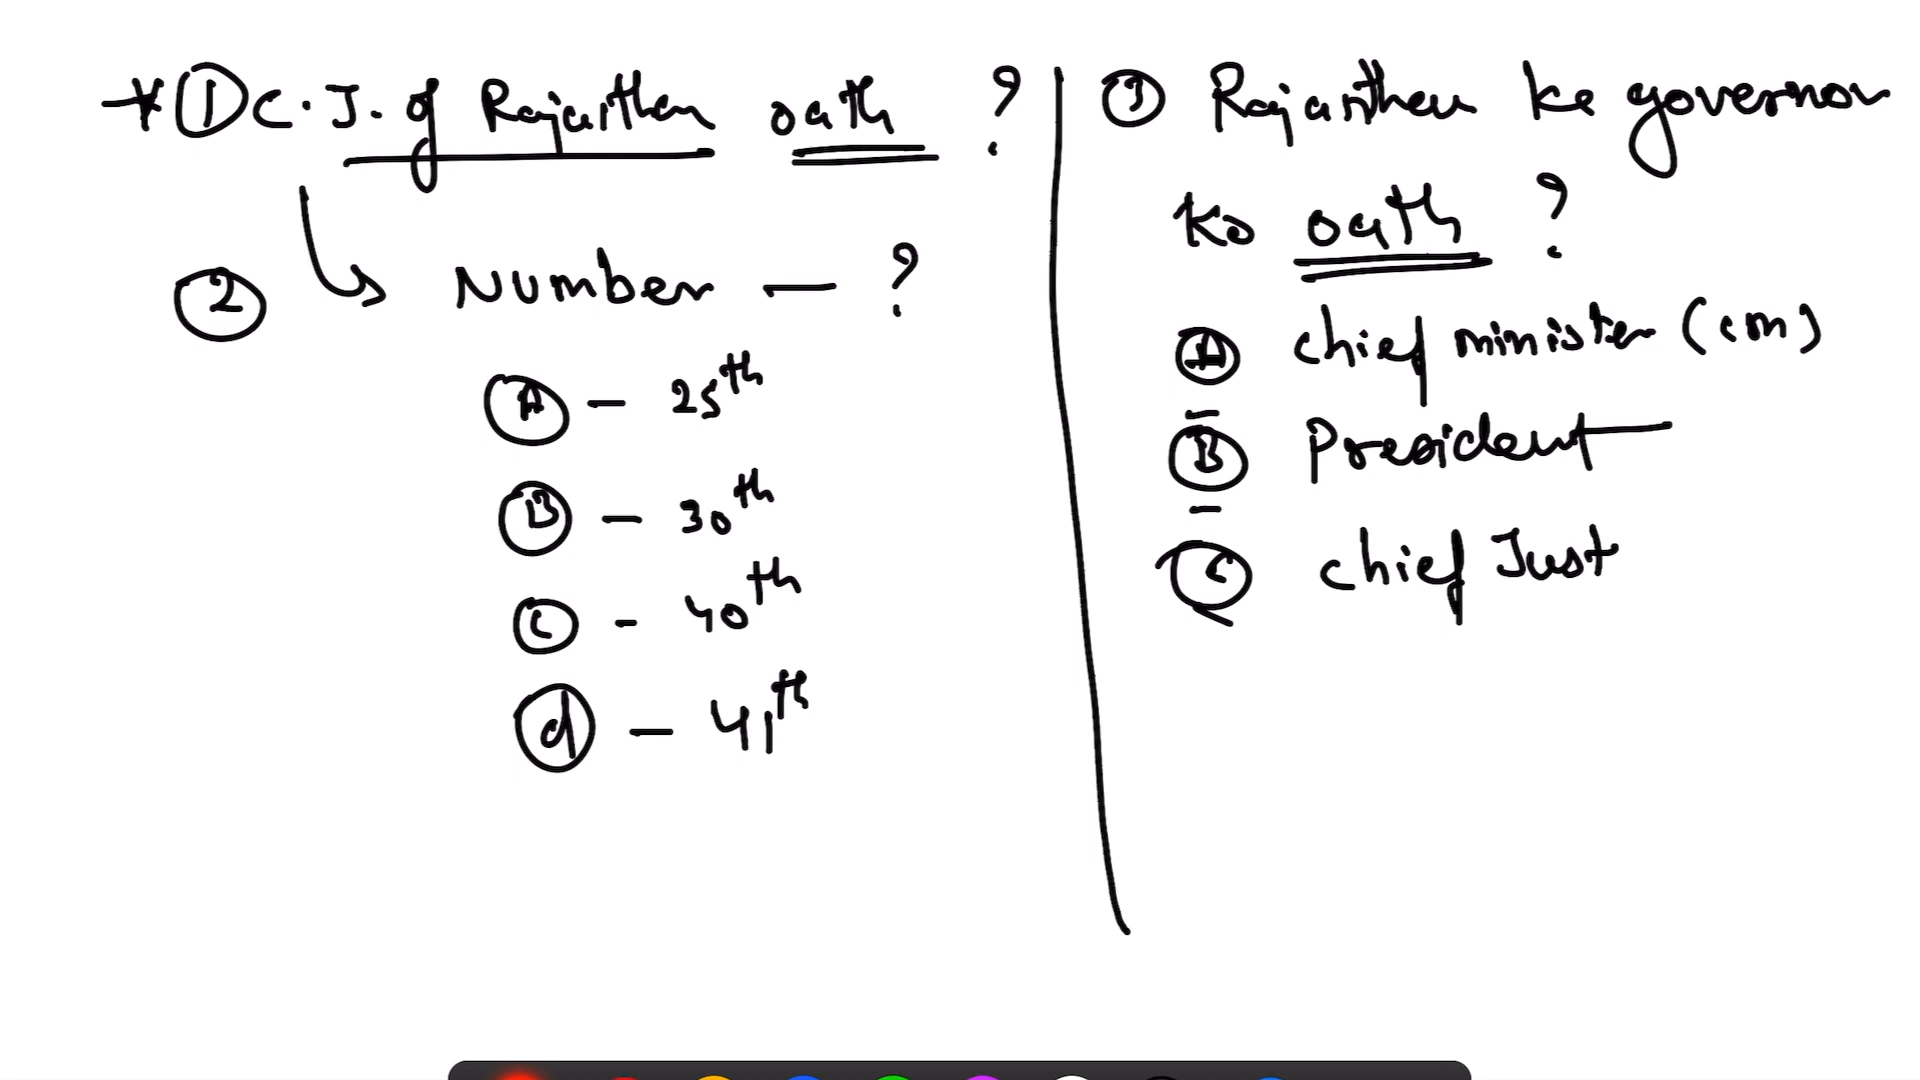 ① C.J. of Rajasthan oath ?
② Number — ?
Ⓐ — 25th
Ⓑ — 30th
Ⓒ - 40th
ⓓ — 41th
③ Rajasthan ke governor
ko oath ?
Ⓐ chief minister (cm)
Ⓑ President
Ⓒ chief Just